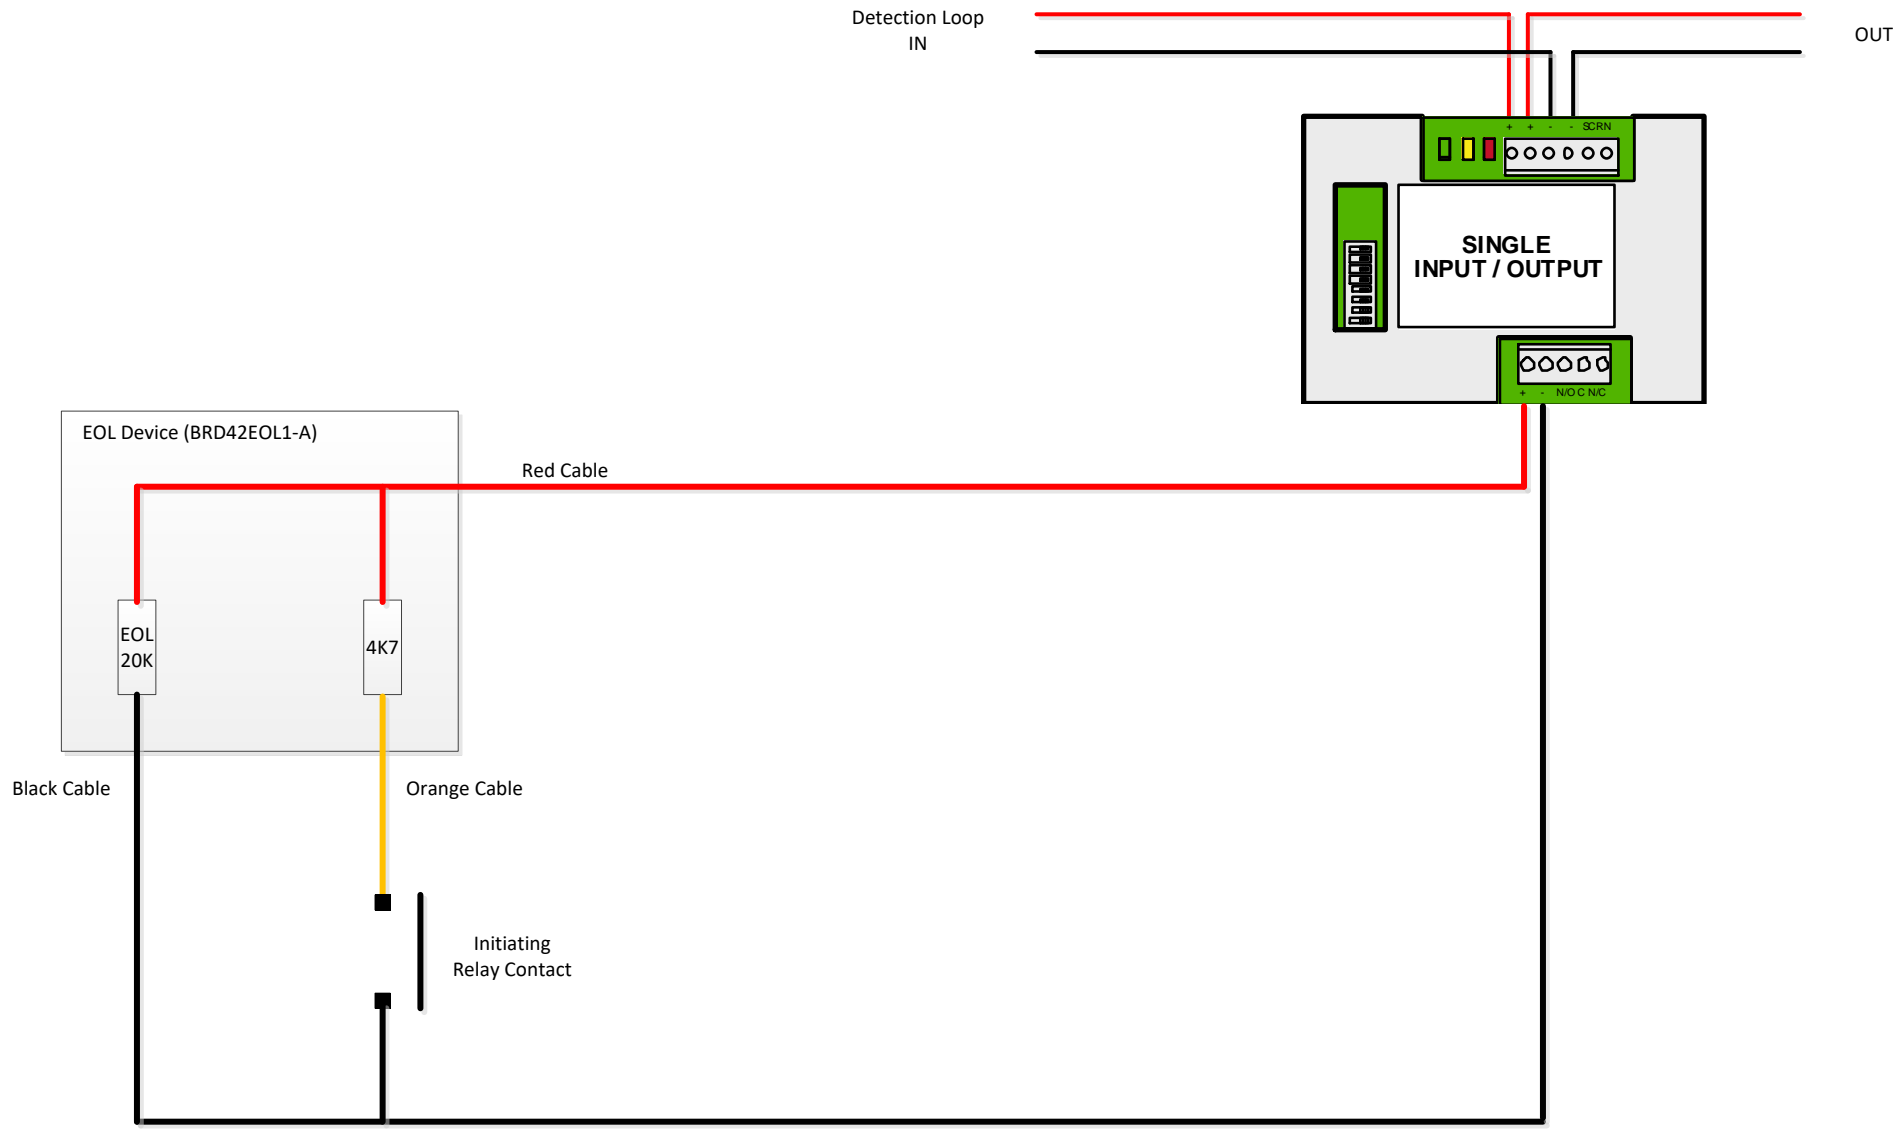 Detection Loop
IN
OUT
+ + - - SCRN
SINGLE
INPUT / OUTPUT
+ - N/O C N/C
EOL Device (BRD42EOL1-A)
Red Cable
EOL
20K
4K7
Black Cable
Orange Cable
Initiating
Relay Contact